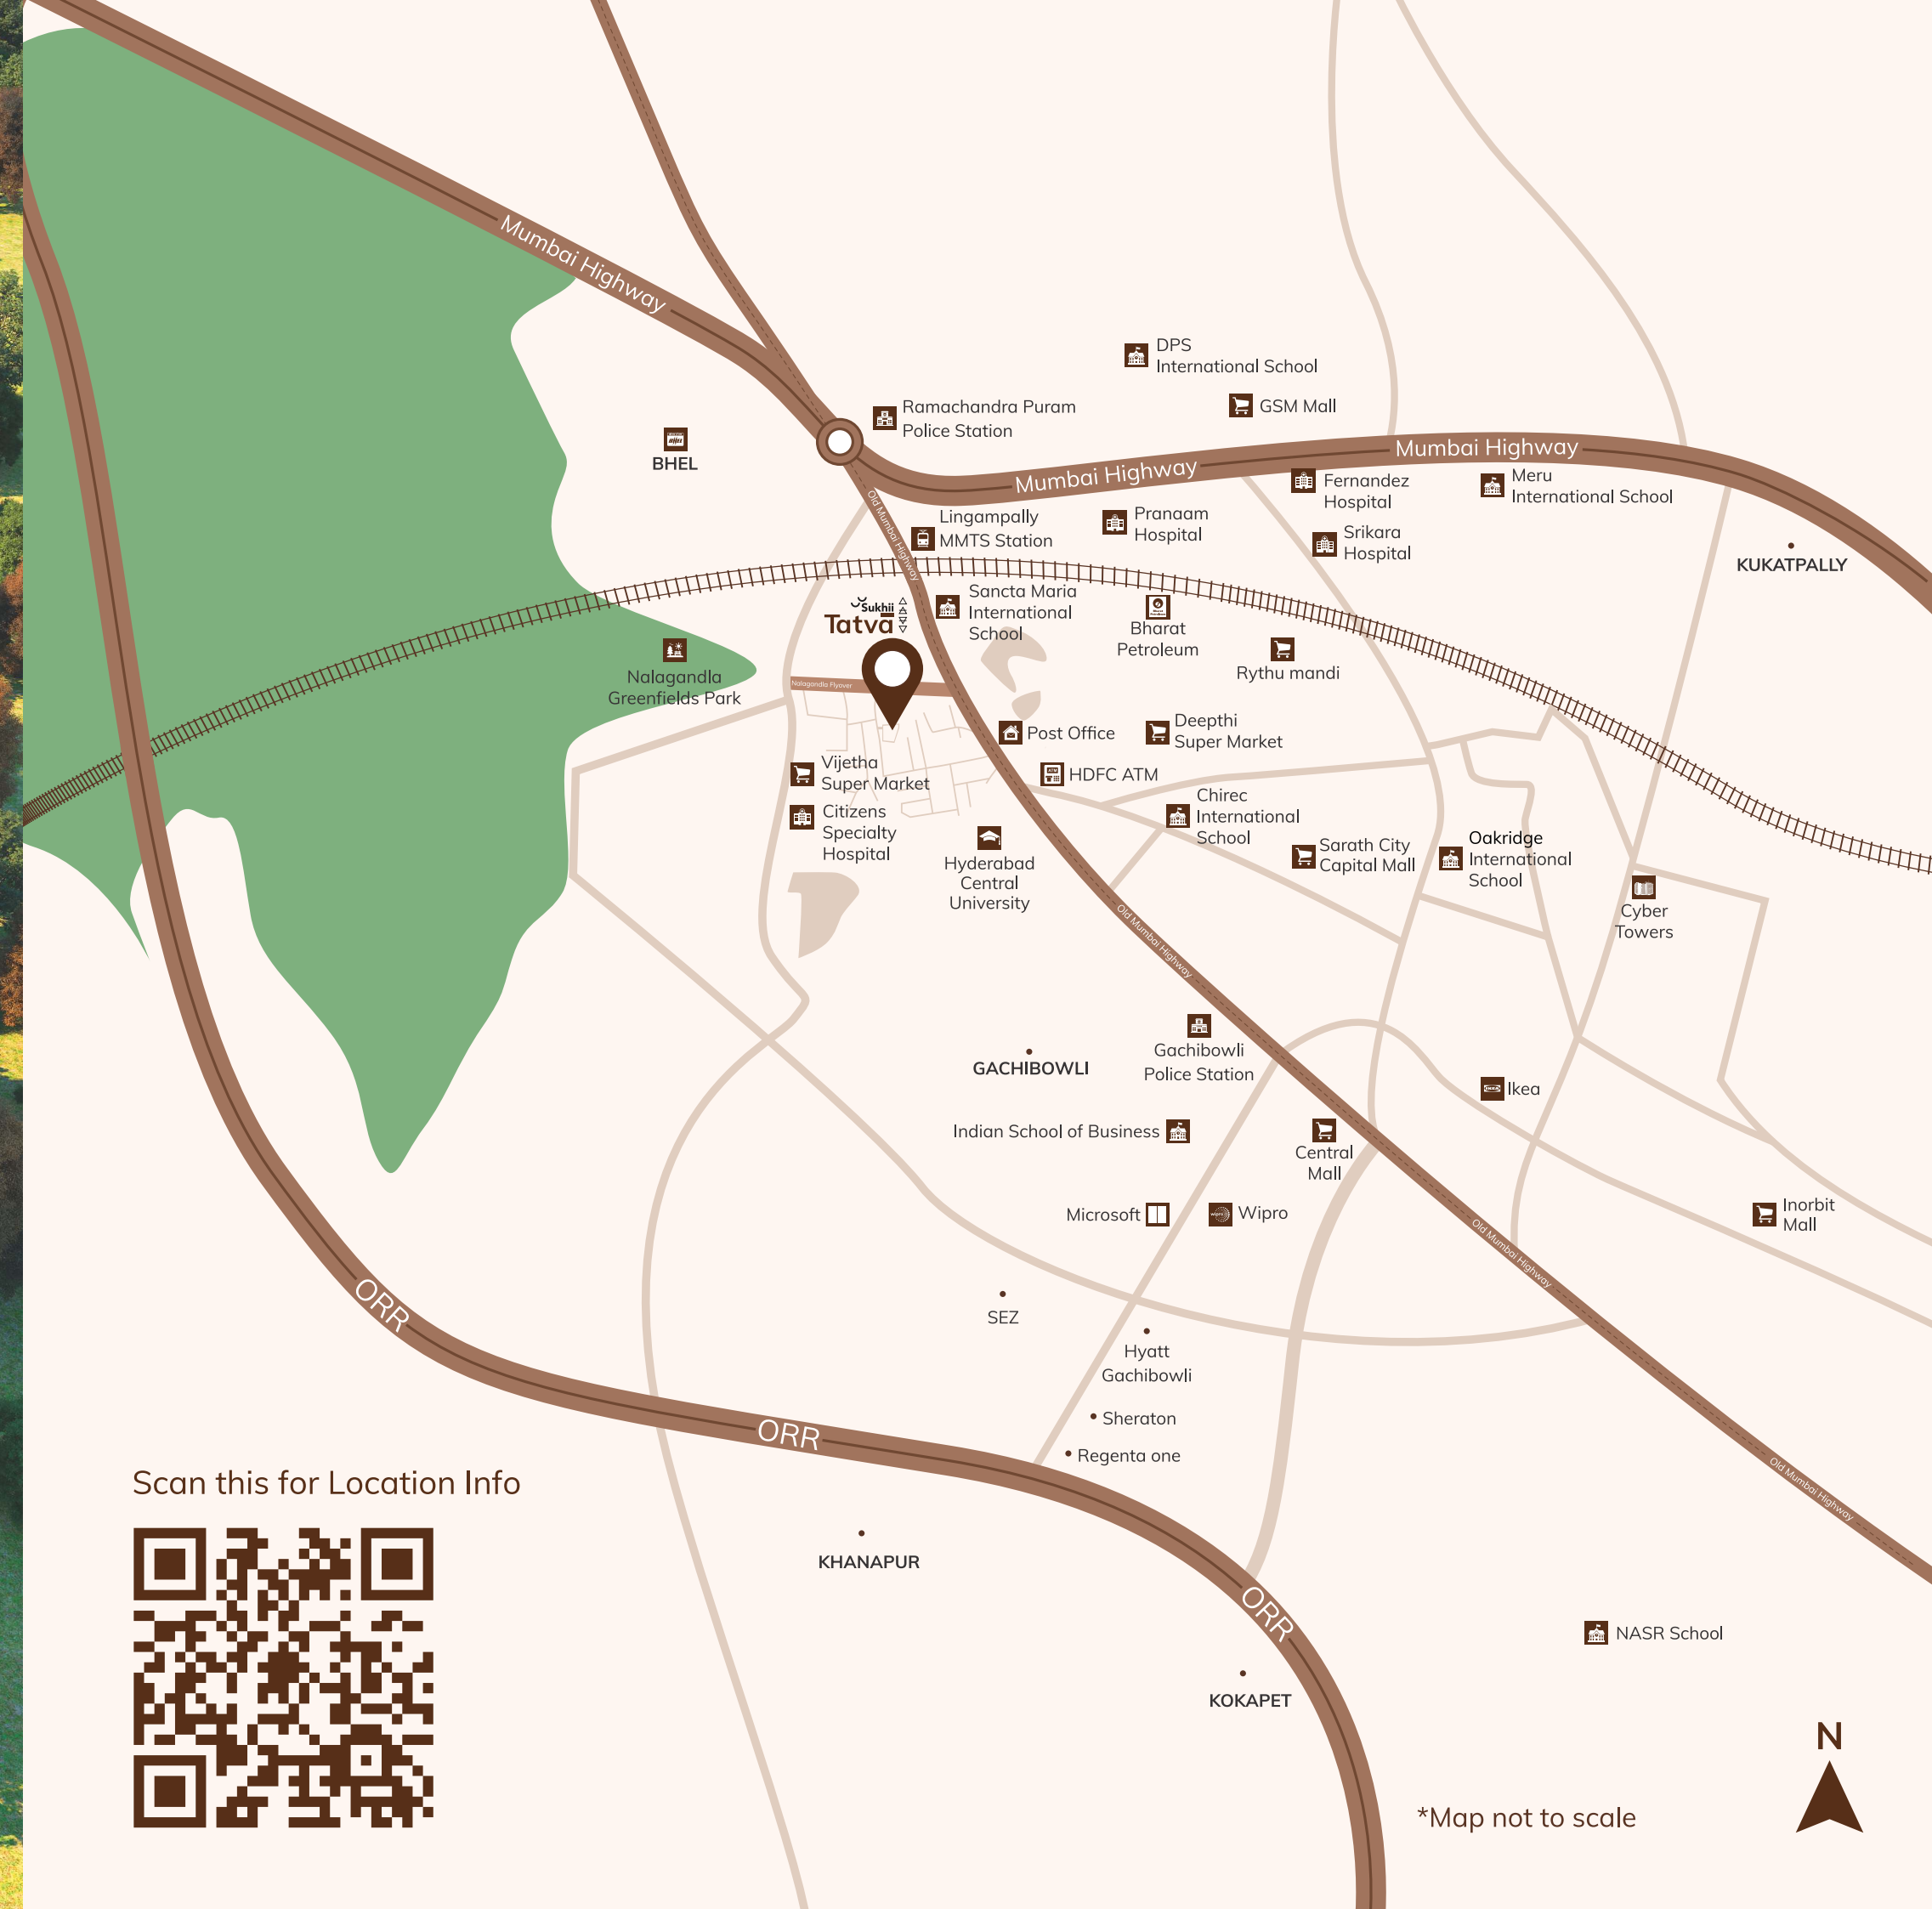 Mumbai Highway
DPS
International School
GSM Mall
Ramachandra Puram
Police Station
BHEL
Mumbai Highway
Mumbai Highway
Old Mumbai Highway
Fernandez
Hospital
Meru
International School
Lingampally
MMTS Station
Pranaam
Hospital
Srikara
Hospital
KUKATPALLY
Sukhii
Tatva
Sancta Maria
International
School
Bharat
Petroleum
Rythu mandi
Nalagandla
Greenfields Park
Nalagandla Flyover
Post Office
Deepthi
Super Market
Vijetha
Super Market
HDFC ATM
ATM
Citizens
Specialty
Hospital
Chirec
International
School
Hyderabad
Central
University
Sarath City
Capital Mall
Oakridge
International
School
Cyber
Towers
Old Mumbai Highway
GACHIBOWLI
Gachibowli
Police Station
Ikea
IKEA
Indian School of Business
Central
Mall
Microsoft
wipro
Wipro
Inorbit
Mall
Old Mumbai Highway
ORR
SEZ
Hyatt
Gachibowli
Sheraton
Regenta one
ORR
Old Mumbai Highway
Scan this for Location Info
KHANAPUR
ORR
NASR School
KOKAPET
N
*Map not to scale